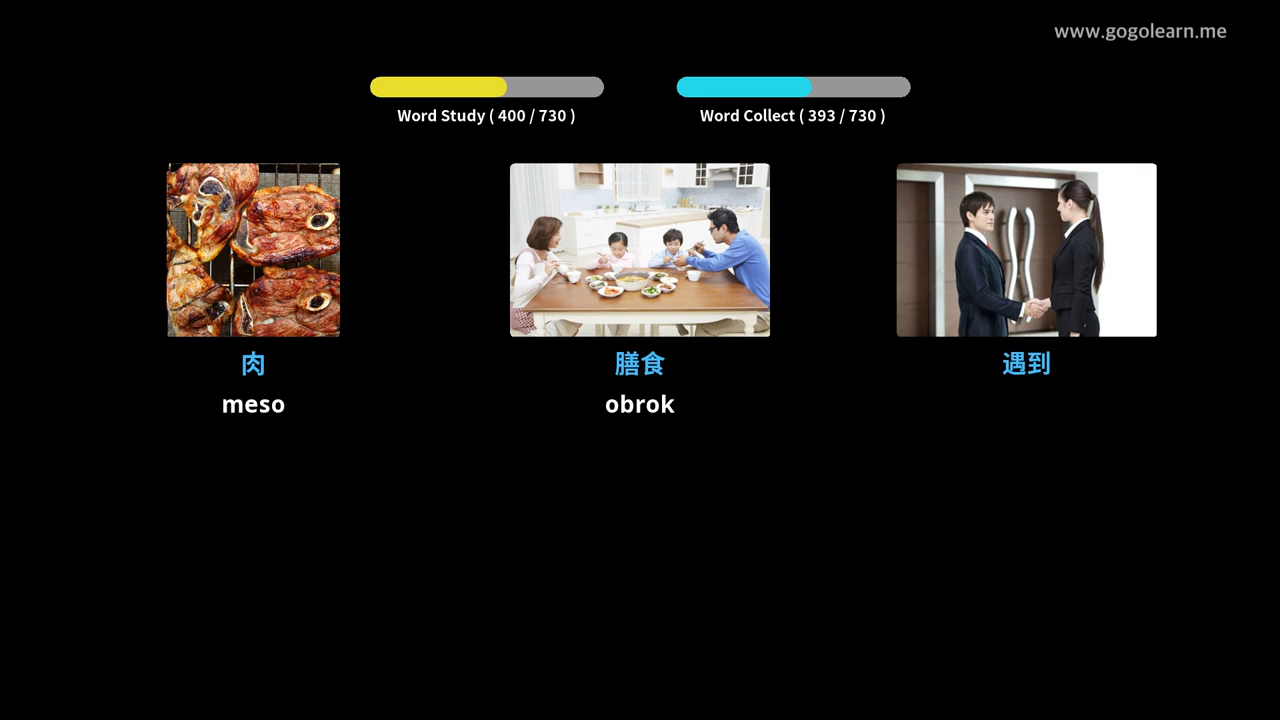 www.gogolearn.me
Word Study ( 400 / 730 )
Word Collect ( 393 / 730 )
肉
膳食
遇到
meso
obrok